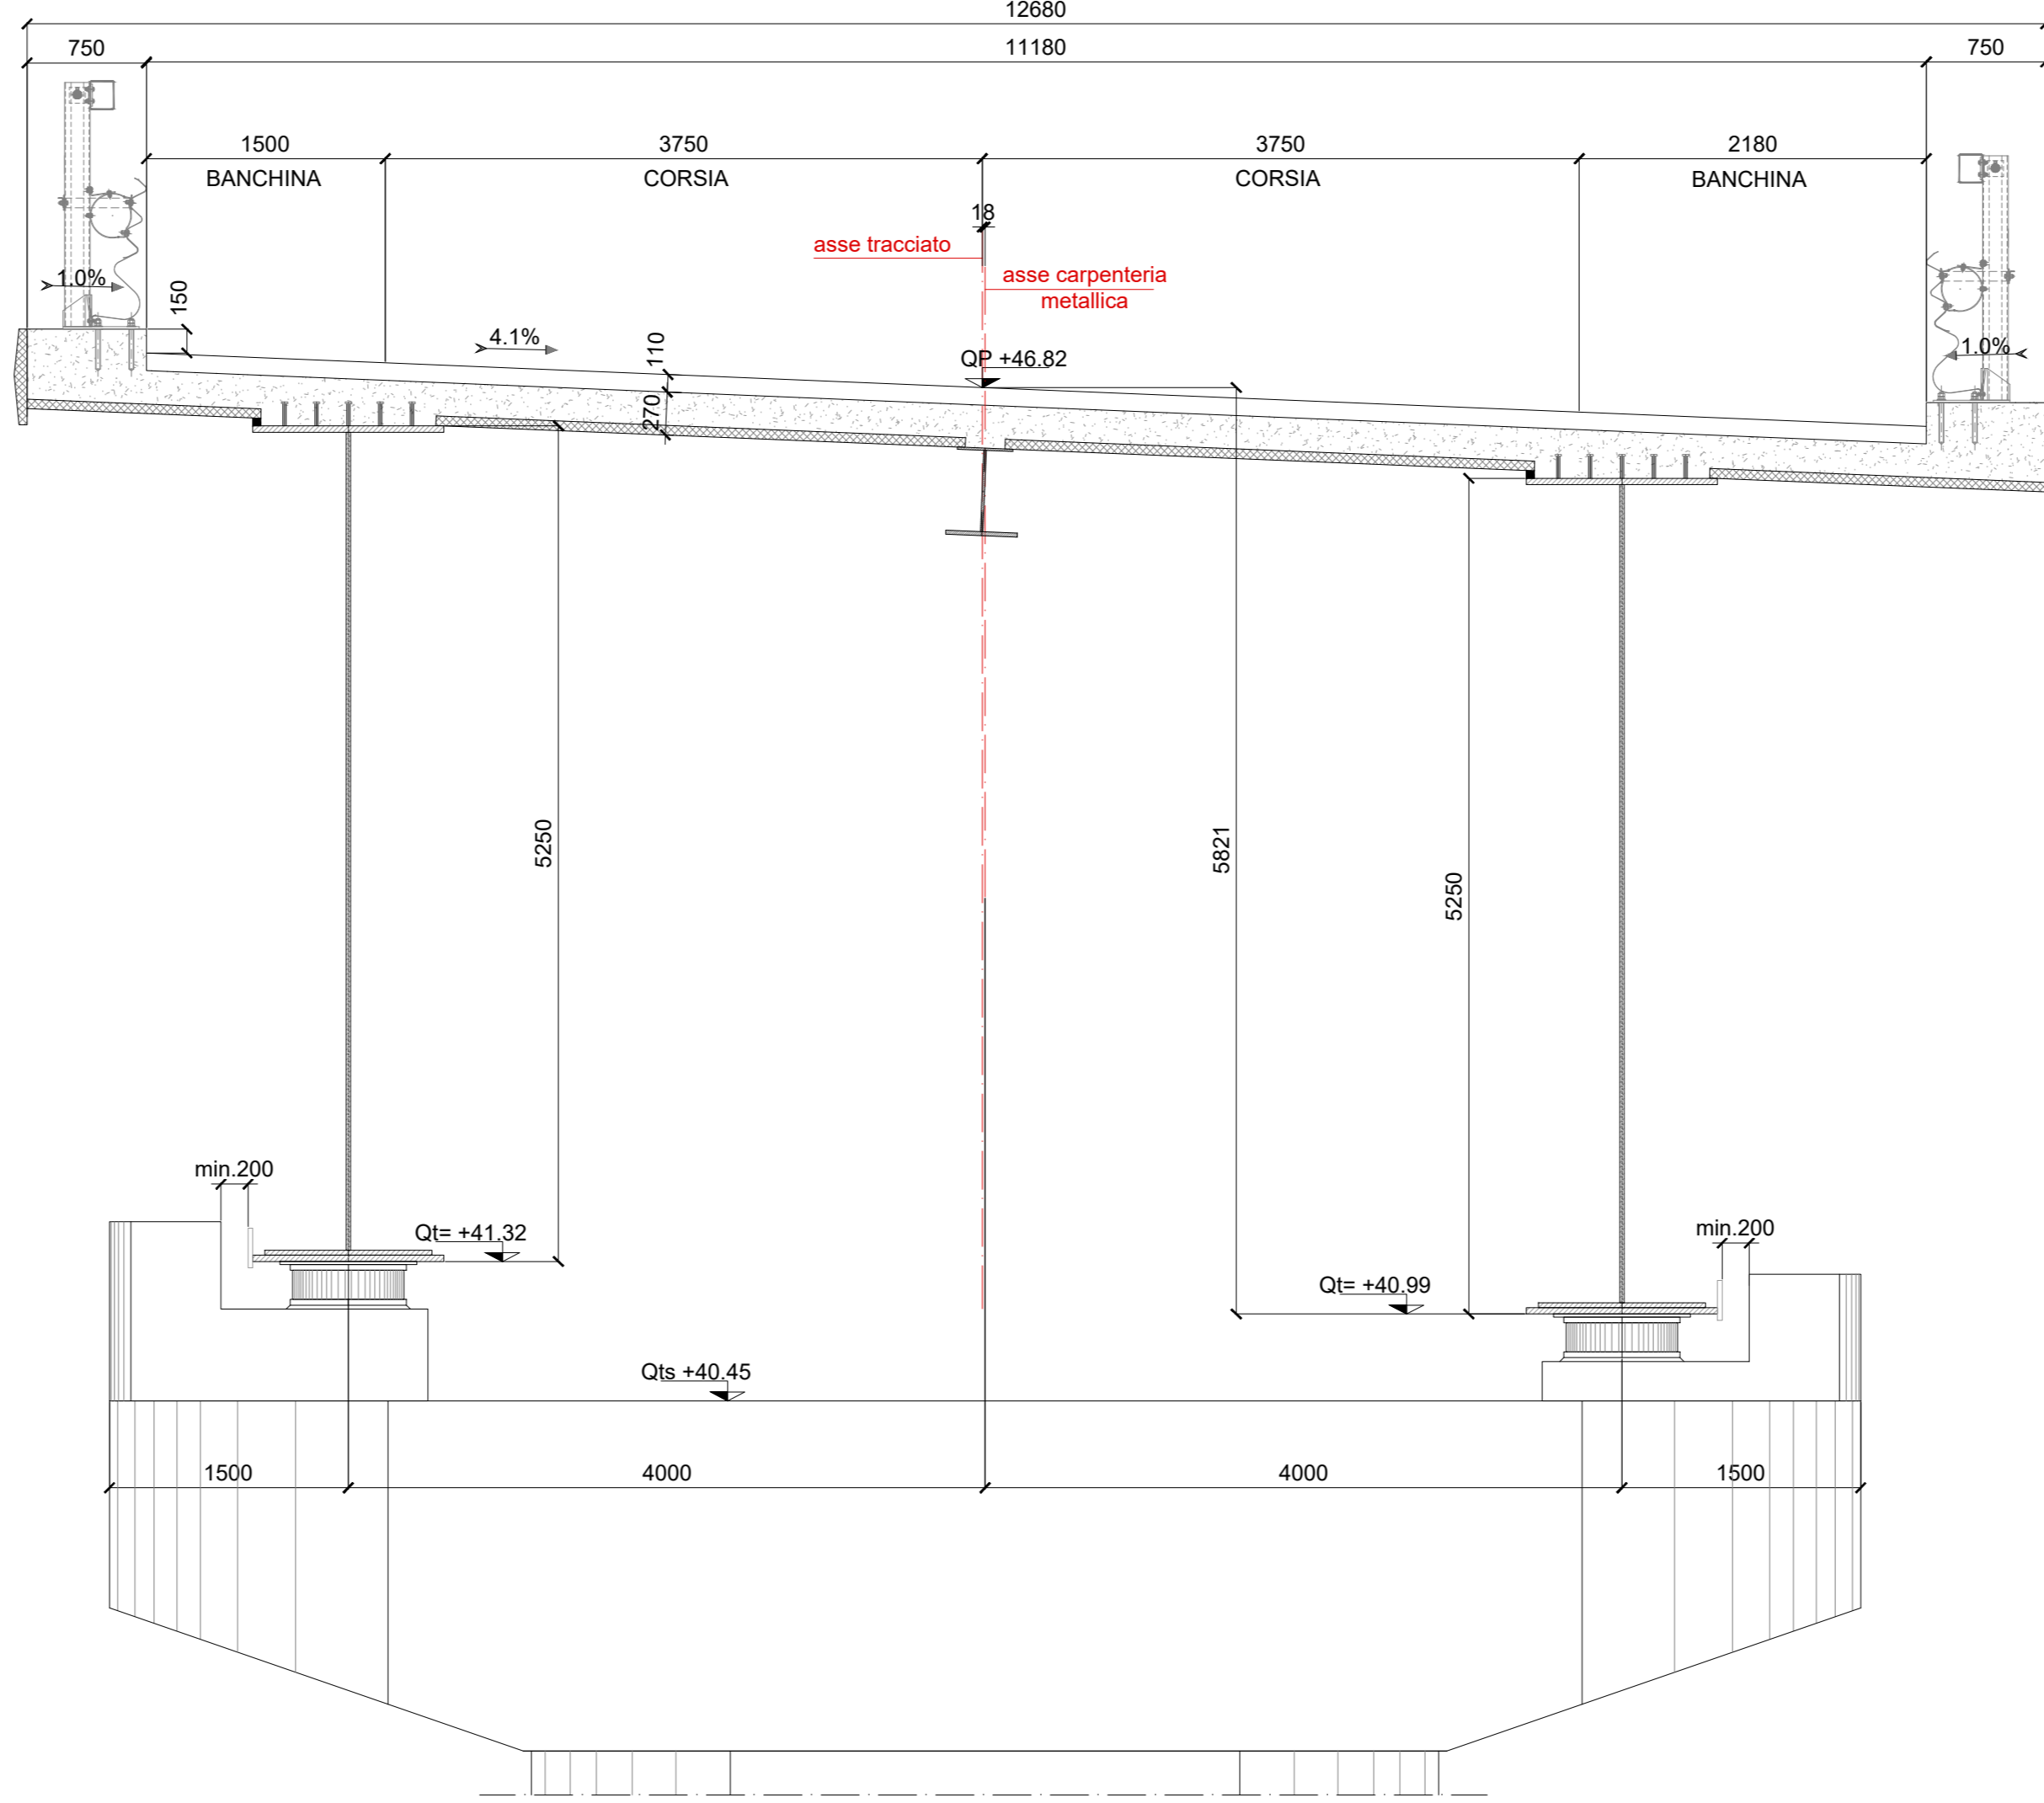 12680
750
11180
750
1500
3750
3750
2180
BANCHINA
CORSIA
CORSIA
BANCHINA
18
asse tracciato
asse carpenteria
metallica
1.0%
150
4.1%
110
QP +46.82
1.0%
270
5250
5821
5250
min.200
Qt= +41.32
min.200
Qt= +40.99
Qts +40.45
1500
4000
4000
1500